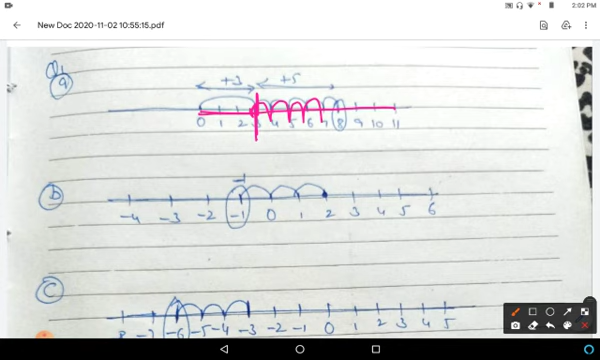 2:02 PM
New Doc 2020-11-02 10:55:15.pdf
Q1
a
+3 +5
0 1 2 3 4 5 6 7 8 9 10 11
b
-1
-4 -3 -2 -1 0 1 2 3 4 5 6
c
-6 -5 -4 -3 -2 -1 0 1 2 3 4 5